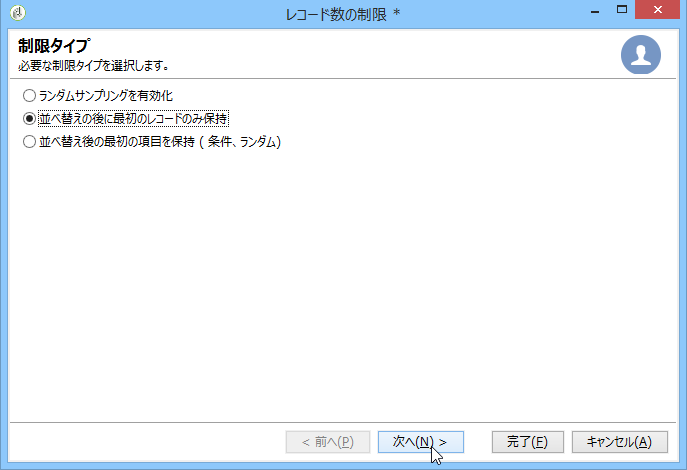 レコード数の制限 *
制限タイプ
必要な制限タイプを選択します。
ランダムサンプリングを有効化
並べ替えの後に最初のレコードのみ保持
並べ替え後の最初の項目を保持 ( 条件、ランダム)
< 前へ(P) 次へ(N) > 完了(F) キャンセル(A)